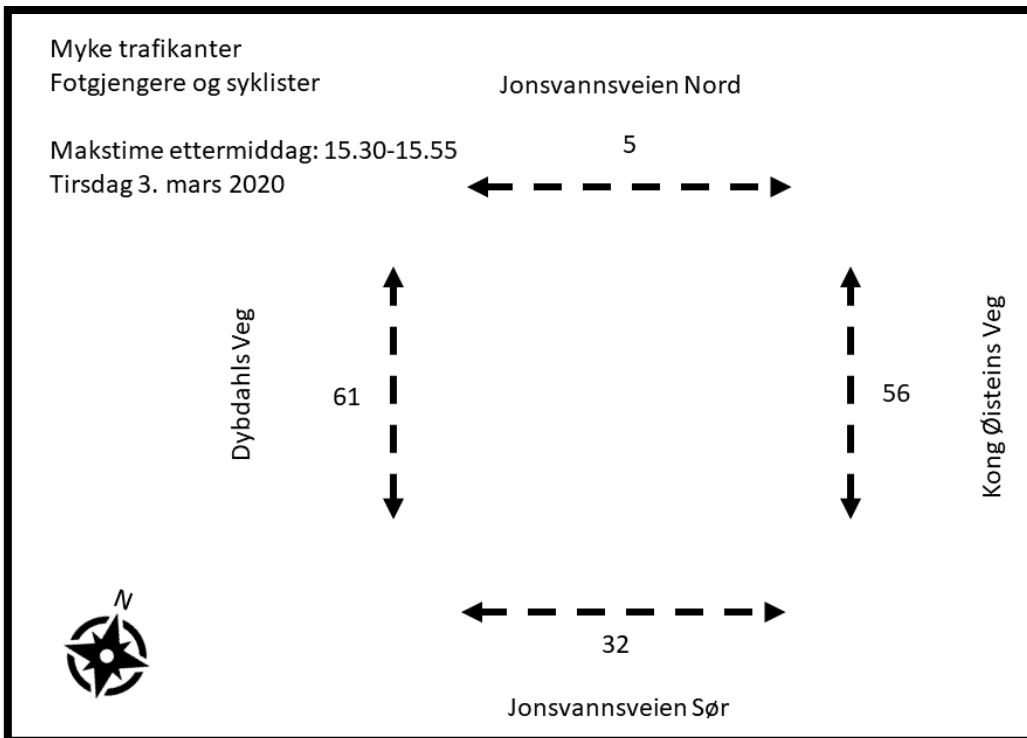 Myke trafikanter
Fotgjengere og syklister
Jonsvannsveien Nord
Makstime ettermiddag: 15.30-15.55
Tirsdag 3. mars 2020
5
Dybdahls Veg
61
56
Kong Øisteins Veg
N
32
Jonsvannsveien Sør